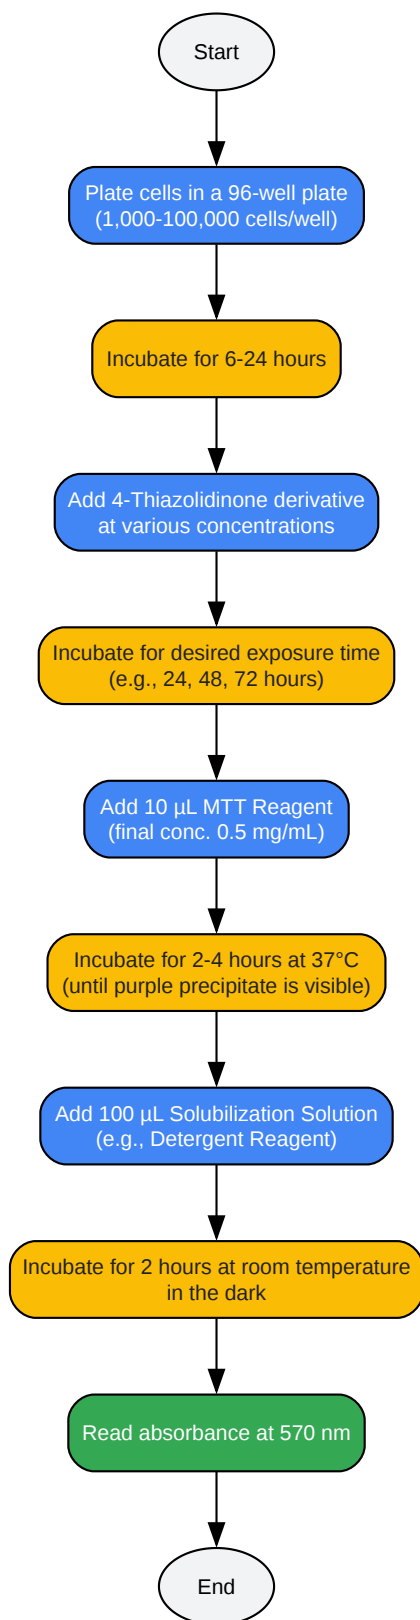 Start
Plate cells in a 96-well plate
(1,000-100,000 cells/well)
Incubate for 6-24 hours
Add 4-Thiazolidinone derivative
at various concentrations
Incubate for desired exposure time
(e.g., 24, 48, 72 hours)
Add 10 µL MTT Reagent
(final conc. 0.5 mg/mL)
Incubate for 2-4 hours at 37°C
(until purple precipitate is visible)
Add 100 µL Solubilization Solution
(e.g., Detergent Reagent)
Incubate for 2 hours at room temperature
in the dark
Read absorbance at 570 nm
End